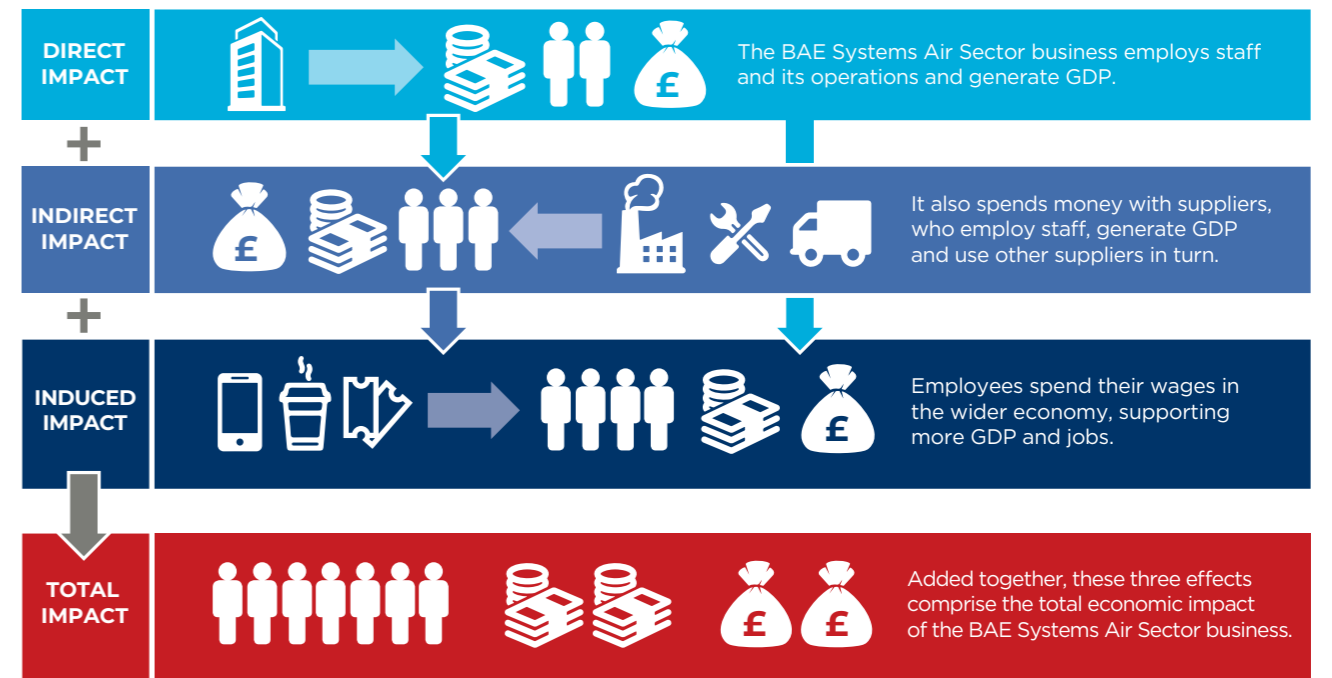 DIRECT
IMPACT
£
The BAE Systems Air Sector business employs staff
and its operations and generate GDP.
+
INDIRECT
IMPACT
£
It also spends money with suppliers,
who employ staff, generate GDP
and use other suppliers in turn.
+
INDUCED
IMPACT
£
Employees spend their wages in
the wider economy, supporting
more GDP and jobs.
TOTAL
IMPACT
£ £
Added together, these three effects
comprise the total economic impact
of the BAE Systems Air Sector business.